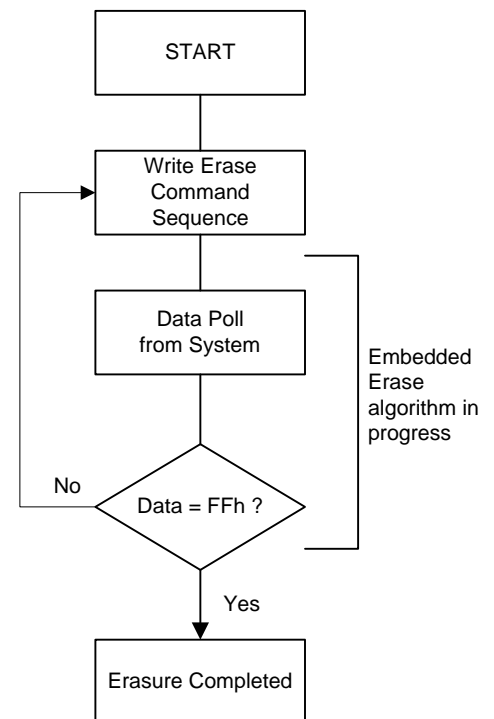 START
Write Erase
Command
Sequence
Data Poll
from System
Embedded
Erase
algorithm in
progress
No
Data = FFh ?
Yes
Erasure Completed